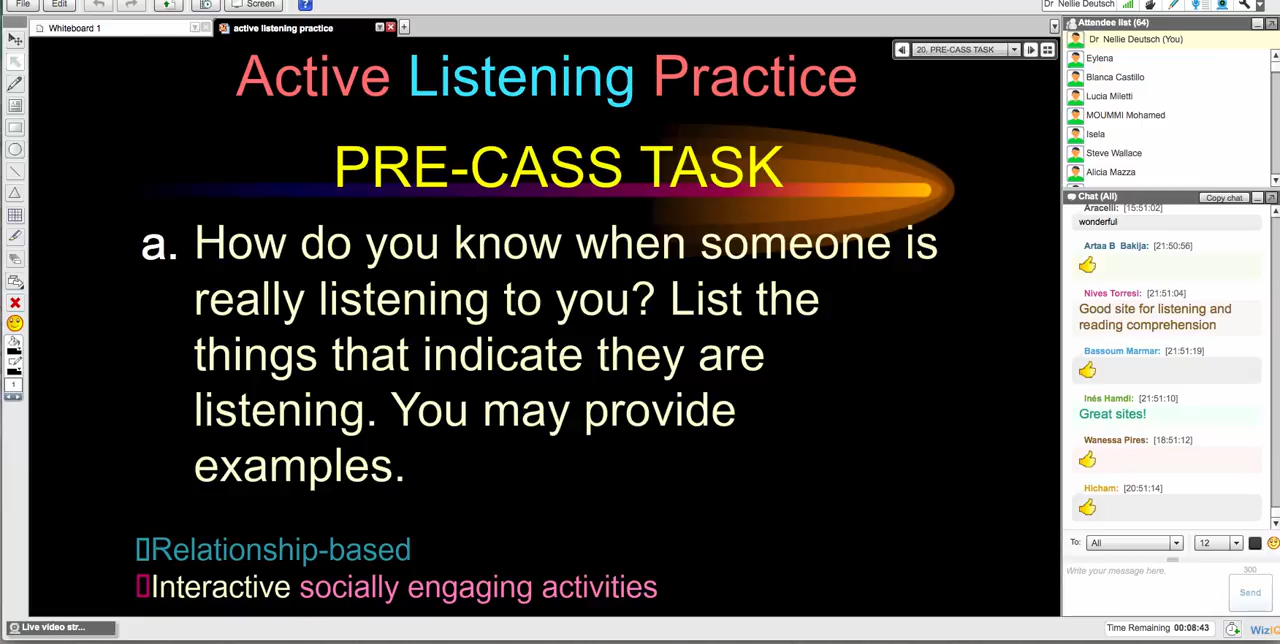 File
Edit
Screen
Dr Nellie Deutsch
Whiteboard 1
active listening practice
20. PRE-CASS TASK
Active Listening Practice
PRE-CASS TASK
a. How do you know when someone is
really listening to you? List the
things that indicate they are
listening. You may provide
examples.
Relationship-based
Interactive socially engaging activities
Live video str...
Attendee list (64)
Dr Nellie Deutsch (You)
Eylena
Blanca Castillo
Lucia Miletti
MOUMMI Mohamed
Isela
Steve Wallace
Alicia Mazza
Chat (All)
Copy chat
Aracelli: [15:51:02]
wonderful
Artaa B Bakija: [21:50:56]
Nives Torresi: [21:51:04]
Good site for listening and
reading comprehension
Bassoum Marmar: [21:51:19]
Inés Hamdi: [21:51:10]
Great sites!
Wanessa Pires: [18:51:12]
Hicham: [20:51:14]
To: All 12
Write your message here.
300
Send
Time Remaining 00:08:43
WizIQ
1